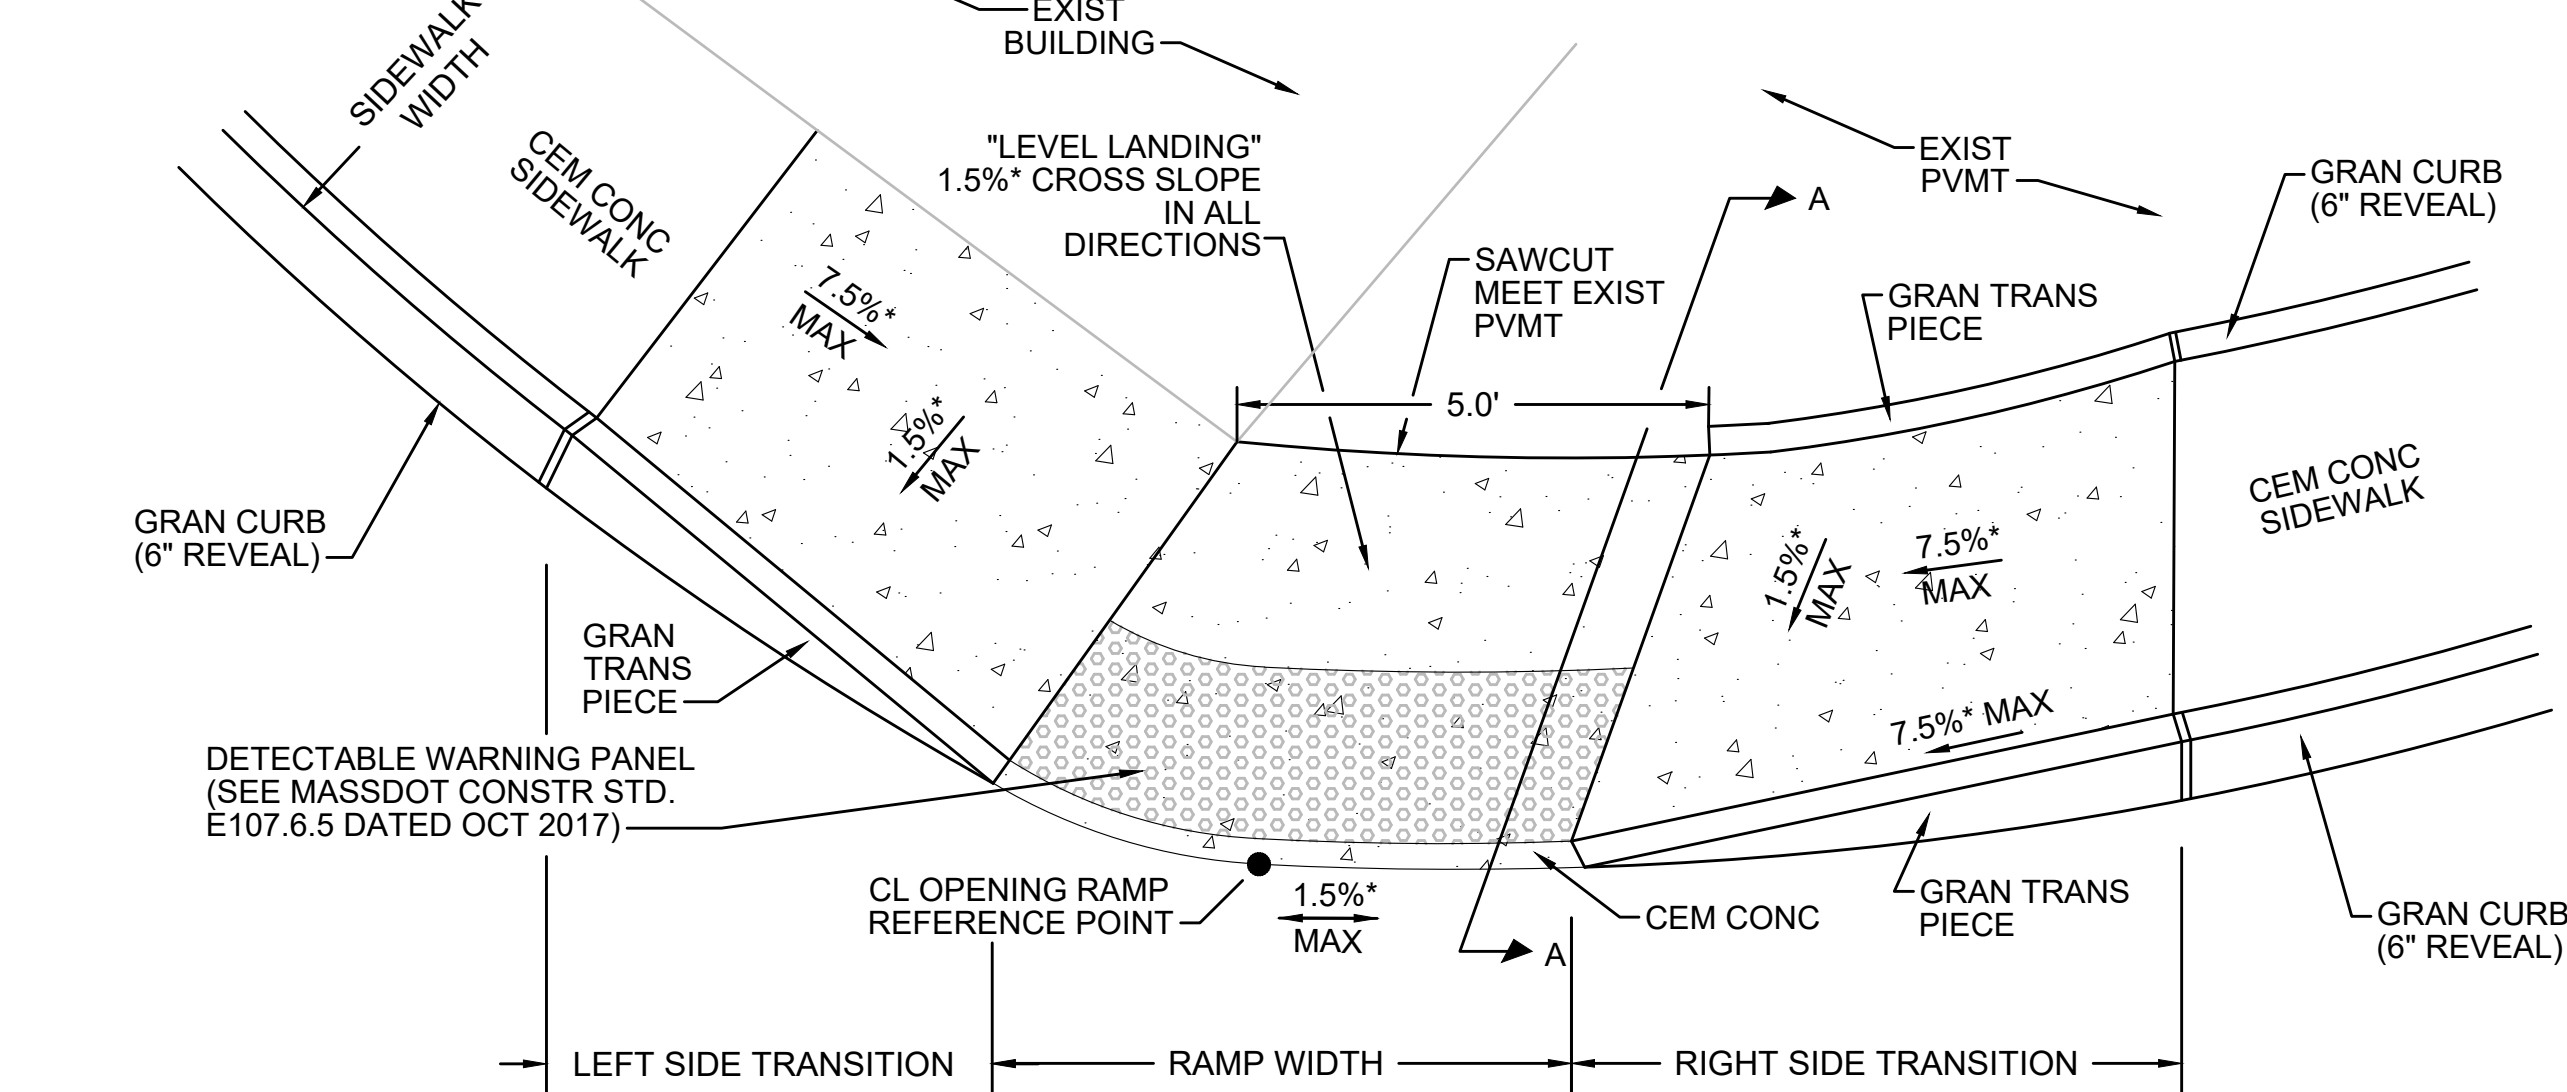 SIDEWALK
WIDTH
EXIST
BUILDING
CEM CONC
SIDEWALK
"LEVEL LANDING"
1.5%* CROSS SLOPE
IN ALL
DIRECTIONS
EXIST
PVMT
GRAN CURB
(6" REVEAL)
A
SAWCUT
MEET EXIST
PVMT
GRAN TRANS
PIECE
7.5%*
MAX
5.0'
1.5%*
MAX
CEM CONC
SIDEWALK
GRAN CURB
(6" REVEAL)
1.5%*
MAX
7.5%*
MAX
GRAN
TRANS
PIECE
7.5%* MAX
DETECTABLE WARNING PANEL
(SEE MASSDOT CONSTR STD.
E107.6.5 DATED OCT 2017)
CL OPENING RAMP
REFERENCE POINT
1.5%*
MAX
CEM CONC
GRAN TRANS
PIECE
GRAN CURB
(6" REVEAL)
A
LEFT SIDE TRANSITION
RAMP WIDTH
RIGHT SIDE TRANSITION